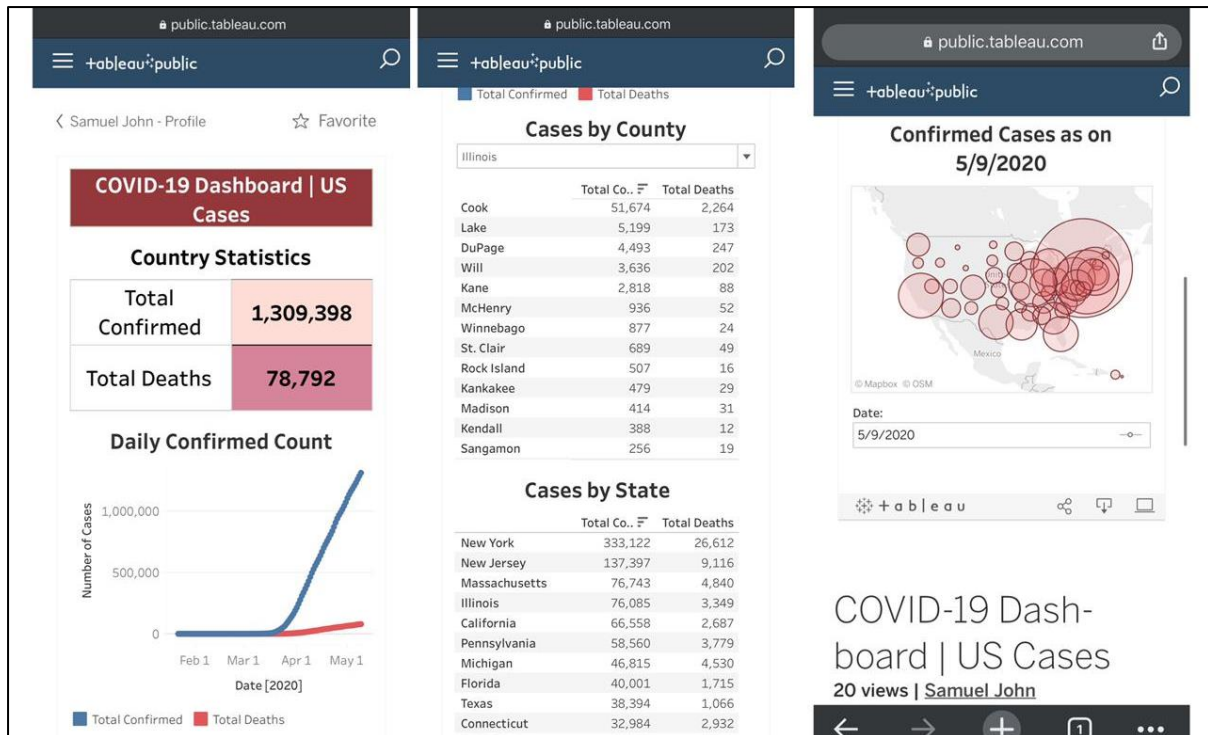 public.tableau.com
+ableau public
Samuel John - Profile
Favorite
COVID-19 Dashboard | US
Cases
Country Statistics
Total
Confirmed
1,309,398
Total Deaths
78,792
Daily Confirmed Count
Number of Cases
1,000,000
500,000
0
Feb 1 Mar 1 Apr 1 May 1
Date [2020]
Total Confirmed Total Deaths
public.tableau.com
+ableau public
Total Confirmed Total Deaths
Cases by County
Illinois
Total Co.. Total Deaths
Cook 51,674 2,264
Lake 5,199 173
DuPage 4,493 247
Will 3,636 202
Kane 2,818 88
McHenry 936 52
Winnebago 877 24
St. Clair 689 49
Rock Island 507 16
Kankakee 479 29
Madison 414 31
Kendall 388 12
Sangamon 256 19
Cases by State
Total Co.. Total Deaths
New York 333,122 26,612
New Jersey 137,397 9,116
Massachusetts 76,743 4,840
Illinois 76,085 3,349
California 66,558 2,687
Pennsylvania 58,560 3,779
Michigan 46,815 4,530
Florida 40,001 1,715
Texas 38,394 1,066
Connecticut 32,984 2,932
public.tableau.com
+ableau public
Confirmed Cases as on
5/9/2020
Mexico
© Mapbox © OSM
Date:
5/9/2020
+ableau
COVID-19 Dash-
board | US Cases
20 views | Samuel John
1